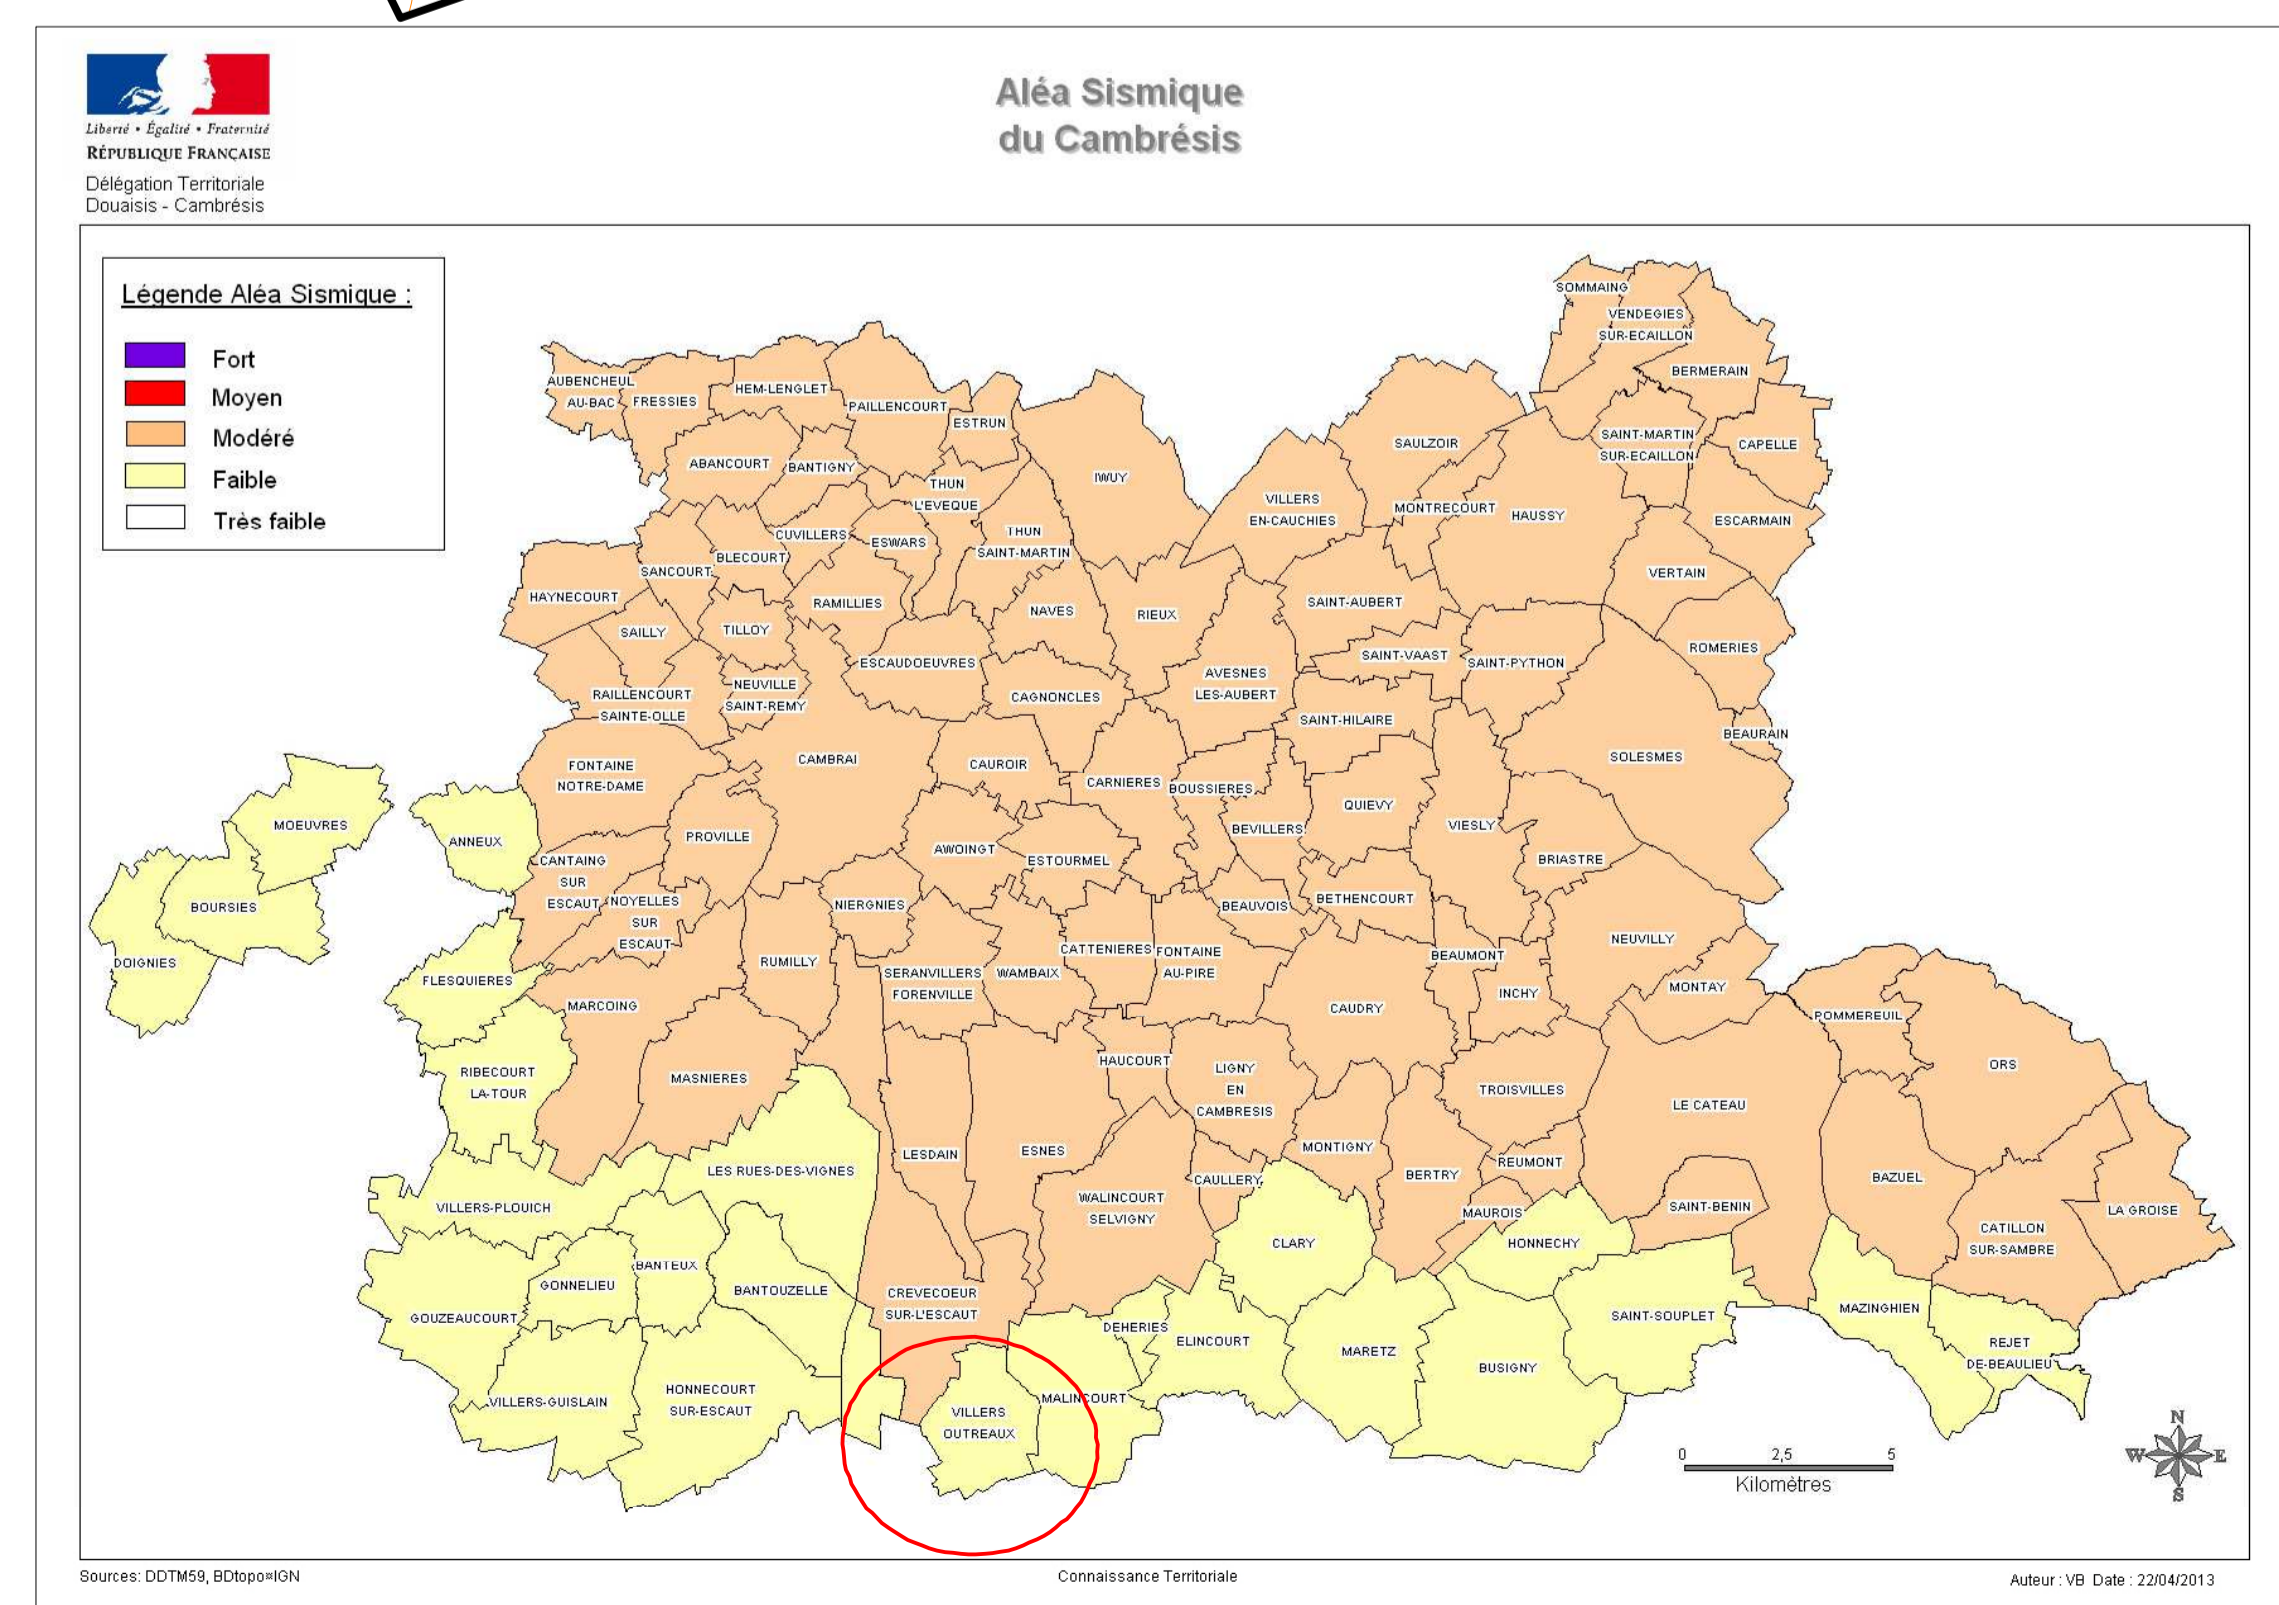 Liberté • Égalité • Fraternité
RÉPUBLIQUE FRANÇAISE
Délégation Territoriale
Douaisis - Cambrésis
Aléa Sismique
du Cambrésis
Légende Aléa Sismique :
Fort
Moyen
Modéré
Faible
Très faible
SOMMAING
VENDEGIES
SUR-ECAILLON
BERMERAIN
AUBENCHEUL
AU-BAC
FRESSIES
HEM-LENGLET
PAILLENCOURT
ESTRUN
ABANCOURT
BANTIGNY
THUN
L'EVEQUE
IWUY
SAULZOIR
SAINT-MARTIN
SUR-ECAILLON
CAPELLE
VILLERS
EN-CAUCHIES
MONTRECOURT
HAUSSY
ESCARMAIN
CUVILLERS
ESWARS
THUN
SAINT-MARTIN
BLECOURT
SANCOURT
VERTAIN
HAYNECOURT
RAMILLIES
NAVES
RIEUX
SAINT-AUBERT
SAILLY
TILLOY
ROMERIES
ESCAUDOEUVRES
SAINT-VAAST
SAINT-PYTHON
AVESNES
LES-AUBERT
RAILLENCOURT
SAINTE-OLLE
NEUVILLE
SAINT-REMY
CAGNONCLES
SAINT-HILAIRE
BEAURAIN
FONTAINE
NOTRE-DAME
CAMBRAI
CAUROIR
CARNIERES
BOUSSIERES
SOLESMES
QUIEVY
MOEUVRES
ANNEUX
PROVILLE
AWOINGT
ESTOURMEL
BEVILLERS
VIESLY
BRIASTRE
CANTAING
SUR
ESCAUT
NOYELLES
SUR
ESCAUT
NIERGNIES
BEAUVOIS
BETHENCOURT
BOURSIES
DOIGNIES
FLESQUIERES
RUMILLY
SERANVILLERS
FORENVILLE
WAMBAIX
CATTENIERES
FONTAINE
AU-PIRE
BEAUMONT
NEUVILLY
INCHY
MONTAY
MARCOING
CAUDRY
POMMEREUIL
ORS
RIBECOURT
LA-TOUR
MASNIERES
HAUCOURT
LIGNY
EN
CAMBRESIS
TROISVILLES
LE CATEAU
LES RUES-DES-VIGNES
LESDAIN
ESNES
MONTIGNY
REUMONT
BERTRY
CAULLERY
BAZUEL
VILLERS-PLOUICH
WALINCOURT
SELVIGNY
MAUROIS
SAINT-BENIN
LA GROISE
CATILLON
SUR-SAMBRE
CLARY
HONNECHY
GONNELIEU
BANTEUX
BANTOUZELLE
CREVECOEUR
SUR-L'ESCAUT
GOUZEAUCOURT
DEHERIES
ELINCOURT
MARETZ
BUSIGNY
SAINT-SOUPLET
MAZINGHIEN
REJET
DE-BEAULIEU
VILLERS-GUISLAIN
HONNECOURT
SUR-ESCAUT
VILLERS
OUTREAUX
MALINCOURT
0 2,5 5
Kilomètres
N
W E
S
Sources: DDTM59, BDtopo¤IGN
Connaissance Territoriale
Auteur : VB Date : 22/04/2013